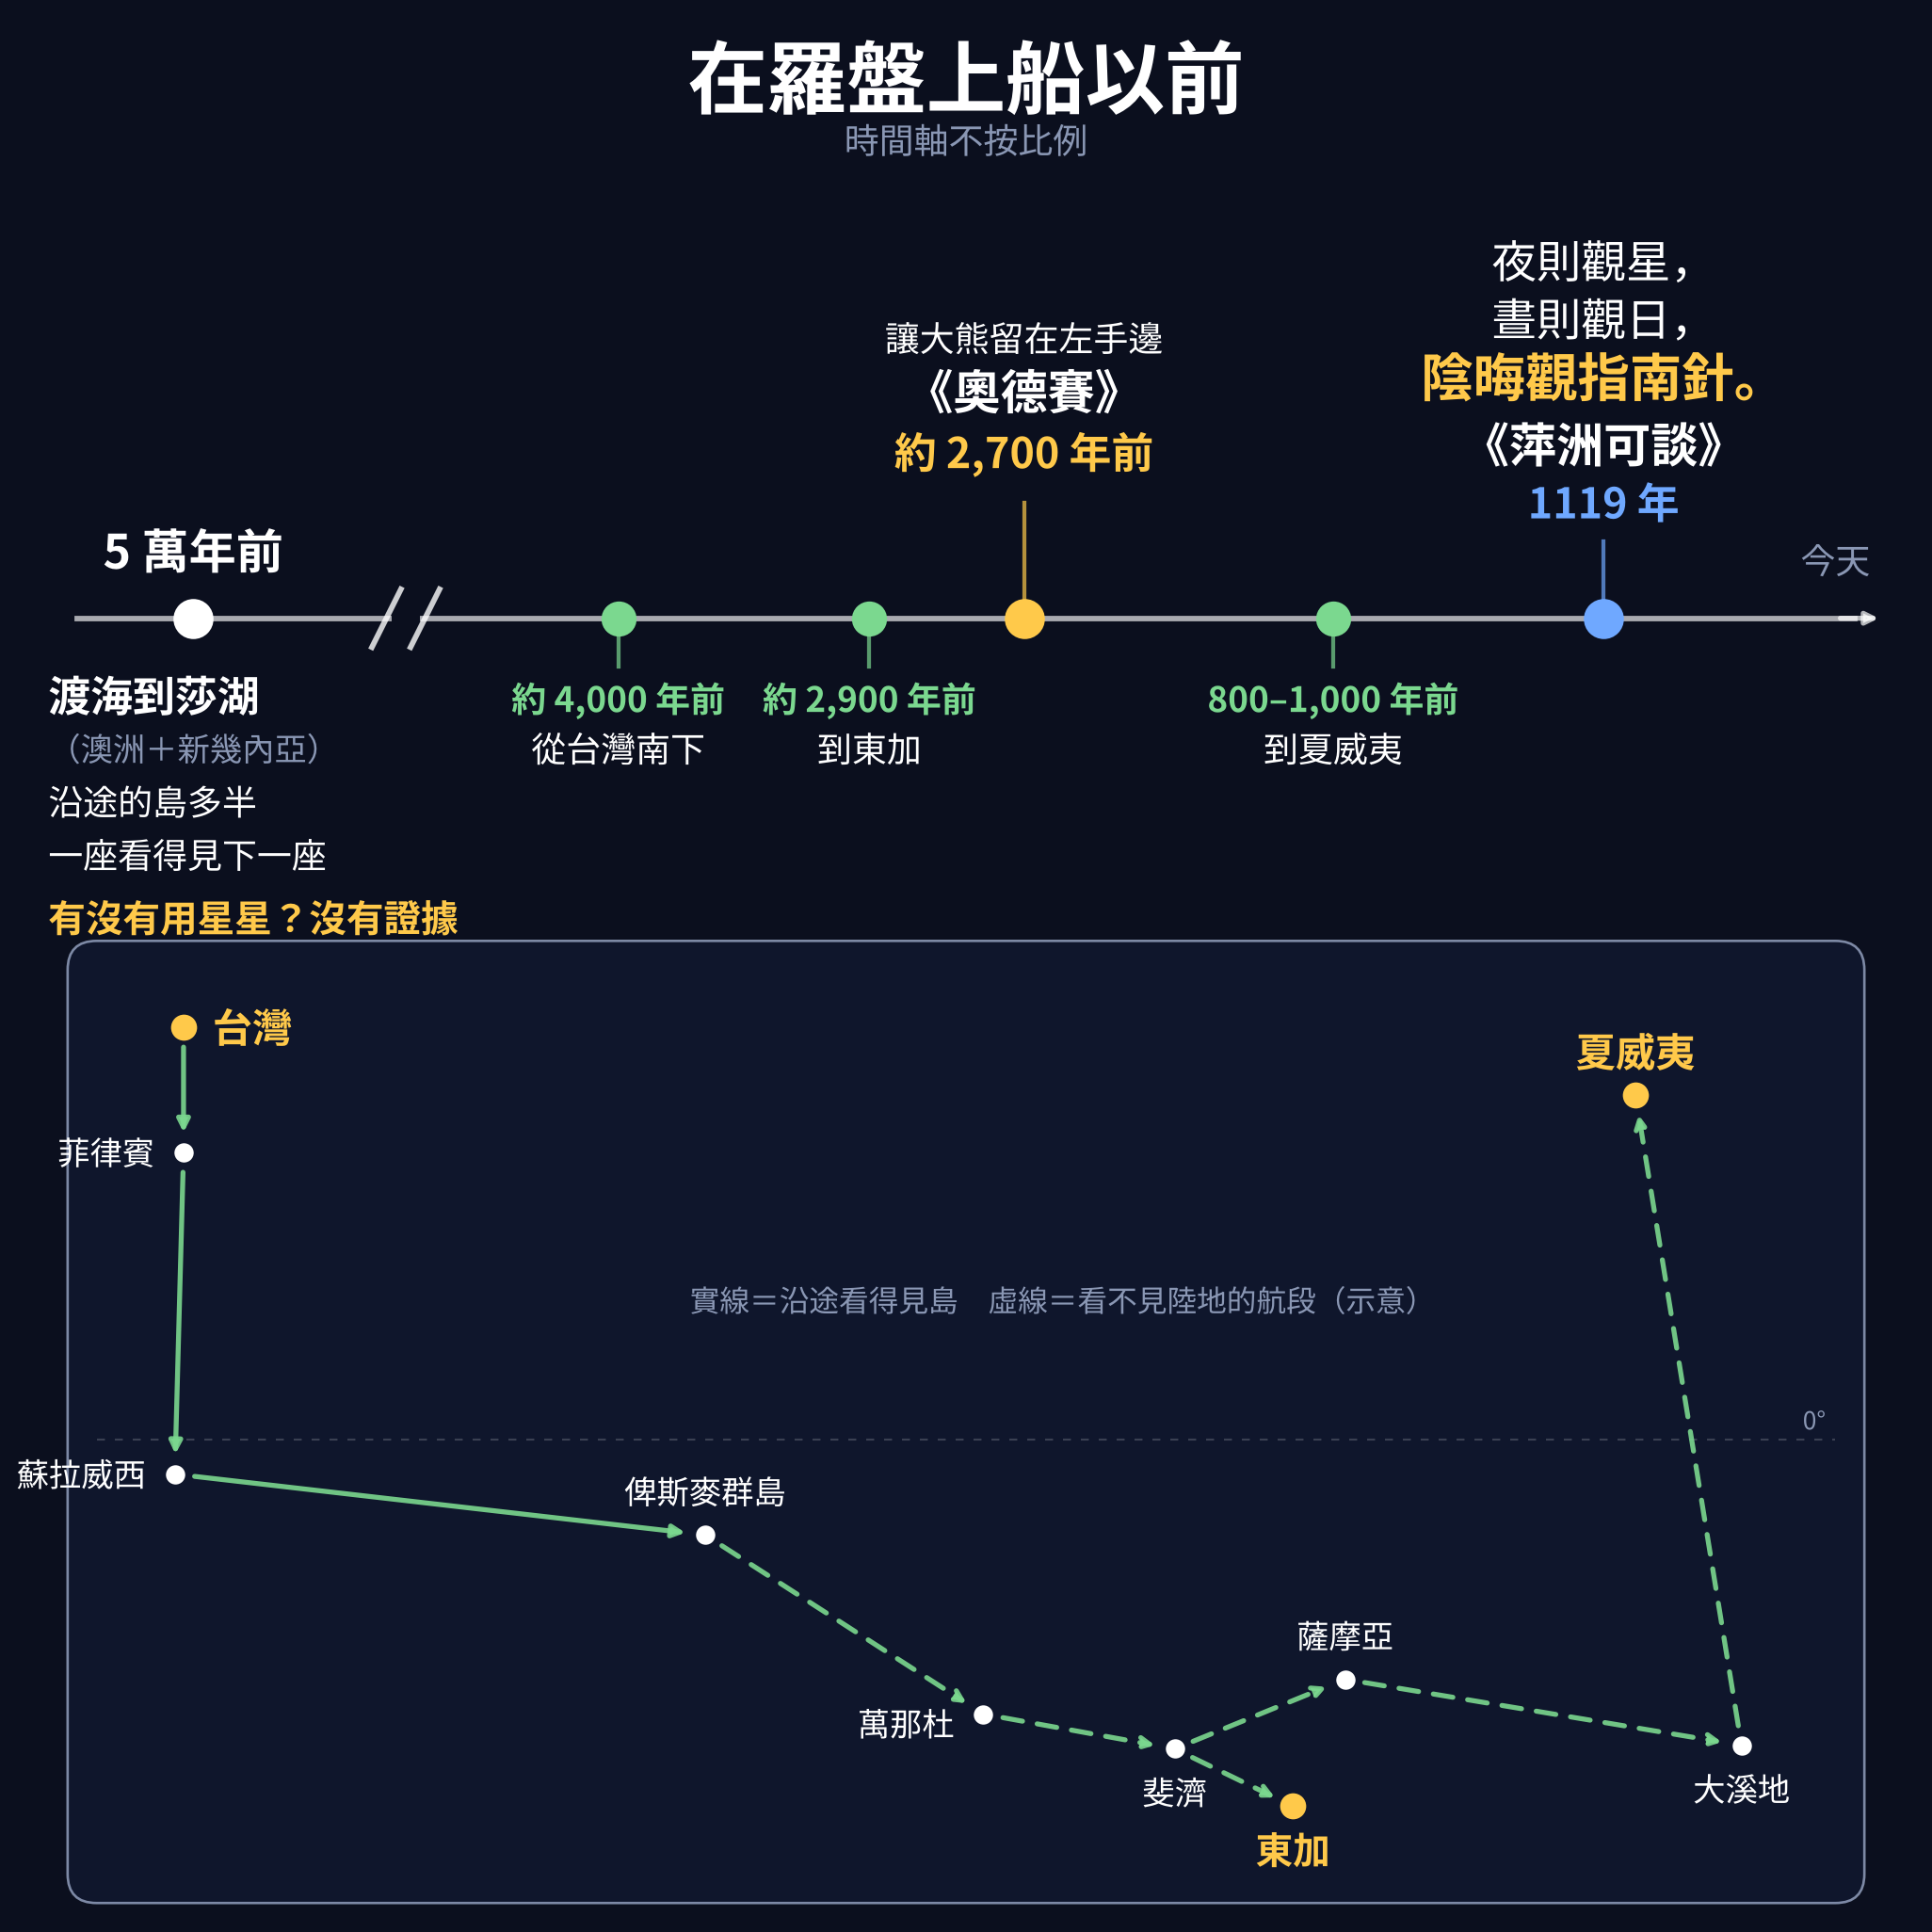 在羅盤上船以前
時間軸不按比例
夜則觀星，
晝則觀日，
陰晦觀指南針。
《萍洲可談》
1119 年
讓大熊留在左手邊
《奧德賽》
約 2,700 年前
5 萬年前
今天
渡海到莎湖
（澳洲＋新幾內亞）
沿途的島多半
一座看得見下一座
有沒有用星星？沒有證據
約 4,000 年前
從台灣南下
約 2,900 年前
到東加
800–1,000 年前
到夏威夷
台灣
夏威夷
菲律賓
實線＝沿途看得見島　虛線＝看不見陸地的航段（示意）
0°
蘇拉威西
俾斯麥群島
薩摩亞
萬那杜
斐濟
大溪地
東加